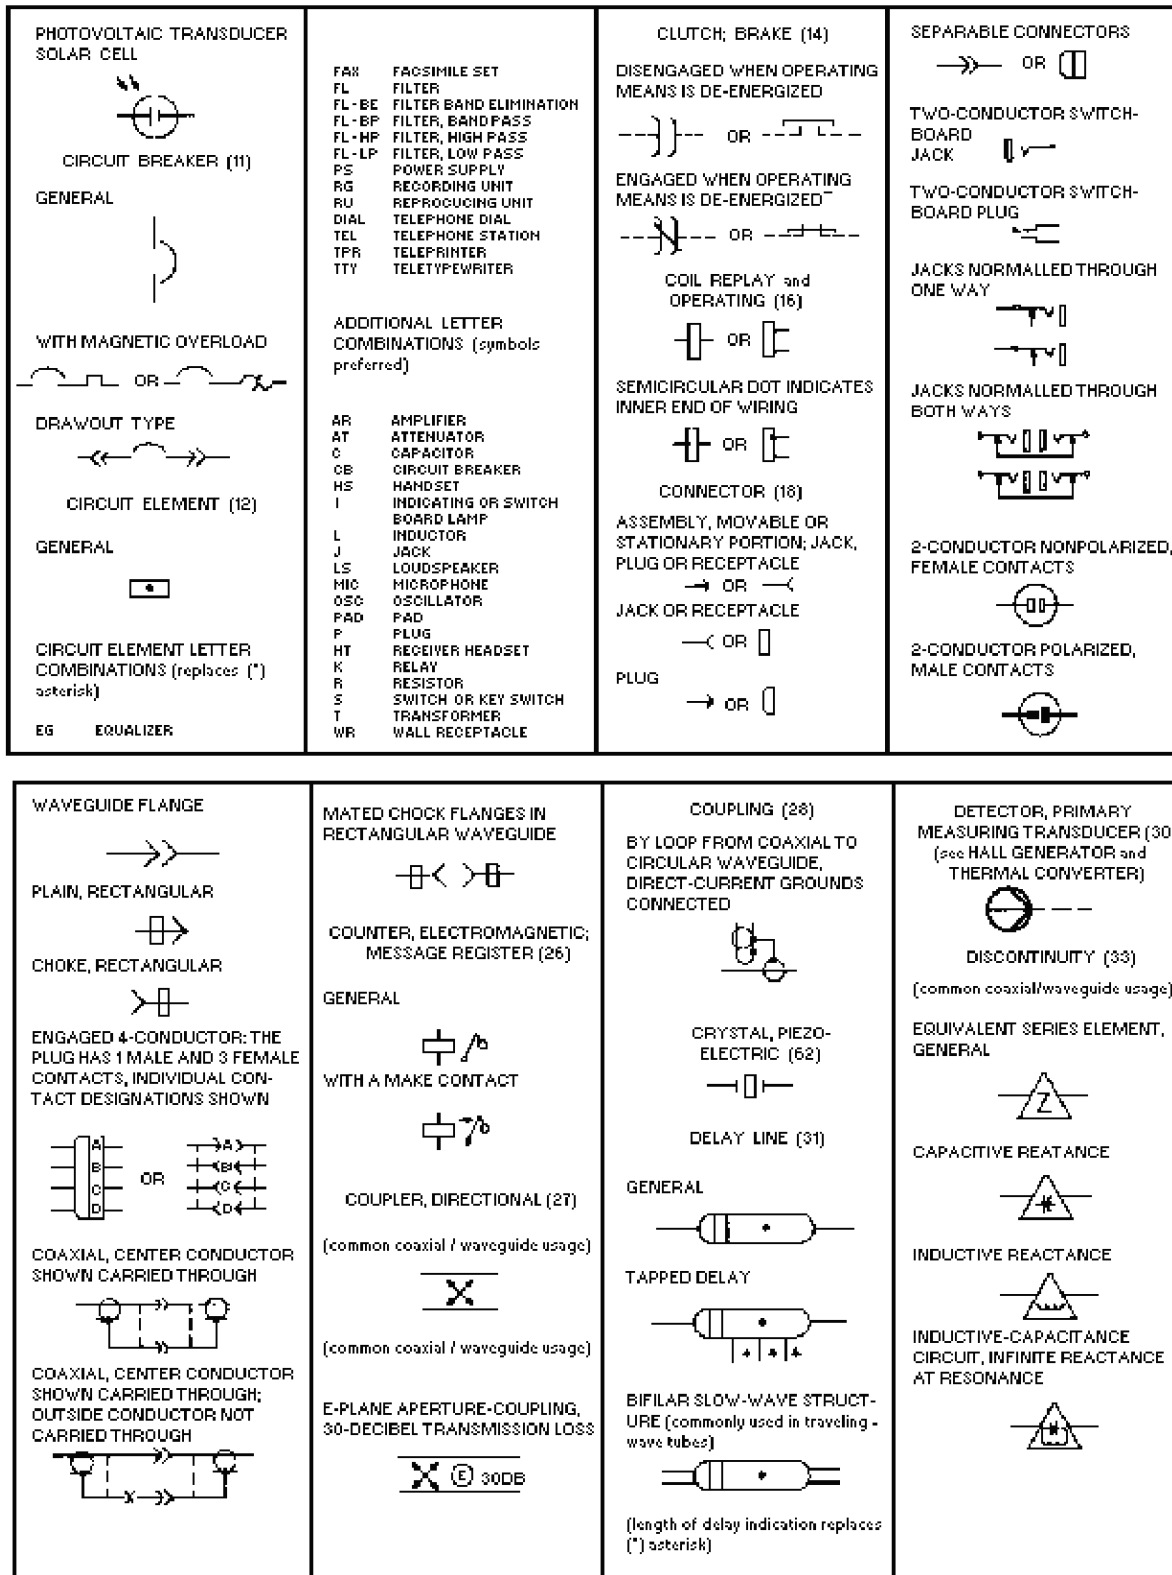 PHOTOVOLTAIC TRANSDUCER
SOLAR CELL
CIRCUIT BREAKER (11)
GENERAL
WITH MAGNETIC OVERLOAD
OR
DRAWOUT TYPE
CIRCUIT ELEMENT (12)
GENERAL
CIRCUIT ELEMENT LETTER
COMBINATIONS (replaces (*)
asterisk)
EG EQUALIZER
FAX FACSIMILE SET
FL FILTER
FL-BE FILTER BAND ELIMINATION
FL-BP FILTER, BAND PASS
FL-HP FILTER, HIGH PASS
FL-LP FILTER, LOW PASS
PS POWER SUPPLY
RG RECORDING UNIT
RU REPROCUCING UNIT
DIAL TELEPHONE DIAL
TEL TELEPHONE STATION
TPR TELEPRINTER
TTY TELETYPEWRITER
ADDITIONAL LETTER
COMBINATIONS (symbols
preferred)
AR AMPLIFIER
AT ATTENUATOR
C CAPACITOR
CB CIRCUIT BREAKER
HS HANDSET
I INDICATING OR SWITCH
BOARD LAMP
L INDUCTOR
J JACK
LS LOUDSPEAKER
MIC MICROPHONE
OSC OSCILLATOR
PAD PAD
P PLUG
HT RECEIVER HEADSET
K RELAY
R RESISTOR
S SWITCH OR KEY SWITCH
T TRANSFORMER
WR WALL RECEPTACLE
CLUTCH; BRAKE (14)
DISENGAGED WHEN OPERATING
MEANS IS DE-ENERGIZED
OR
ENGAGED WHEN OPERATING
MEANS IS DE-ENERGIZED
OR
COIL REPLAY and
OPERATING (16)
OR
SEMICIRCULAR DOT INDICATES
INNER END OF WIRING
OR
CONNECTOR (18)
ASSEMBLY, MOVABLE OR
STATIONARY PORTION; JACK,
PLUG OR RECEPTACLE
OR
JACK OR RECEPTACLE
OR
PLUG
OR
SEPARABLE CONNECTORS
OR
TWO-CONDUCTOR SWITCH-
BOARD
JACK
TWO-CONDUCTOR SWITCH-
BOARD PLUG
JACKS NORMALLED THROUGH
ONE WAY
JACKS NORMALLED THROUGH
BOTH WAYS
2-CONDUCTOR NONPOLARIZED,
FEMALE CONTACTS
2-CONDUCTOR POLARIZED,
MALE CONTACTS
WAVEGUIDE FLANGE
PLAIN, RECTANGULAR
CHOKE, RECTANGULAR
ENGAGED 4-CONDUCTOR: THE
PLUG HAS 1 MALE AND 3 FEMALE
CONTACTS, INDIVIDUAL CON-
TACT DESIGNATIONS SHOWN
A A
B OR B
C C
D D
COAXIAL, CENTER CONDUCTOR
SHOWN CARRIED THROUGH
COAXIAL, CENTER CONDUCTOR
SHOWN CARRIED THROUGH;
OUTSIDE CONDUCTOR NOT
CARRIED THROUGH
MATED CHOCK FLANGES IN
RECTANGULAR WAVEGUIDE
COUNTER, ELECTROMAGNETIC;
MESSAGE REGISTER (26)
GENERAL
WITH A MAKE CONTACT
COUPLER, DIRECTIONAL (27)
(common coaxial / waveguide usage)
(common coaxial / waveguide usage)
E-PLANE APERTURE-COUPLING,
30-DECIBEL TRANSMISSION LOSS
E 30DB
COUPLING (28)
BY LOOP FROM COAXIAL TO
CIRCULAR WAVEGUIDE,
DIRECT-CURRENT GROUNDS
CONNECTED
CRYSTAL, PIEZO-
ELECTRIC (62)
DELAY LINE (31)
GENERAL
TAPPED DELAY
BIFILAR SLOW-WAVE STRUCT-
URE (commonly used in traveling -
wave tubes)
(length of delay indication replaces
(*) asterisk)
DETECTOR, PRIMARY
MEASURING TRANSDUCER (30
(see HALL GENERATOR and
THERMAL CONVERTER)
DISCONTINUITY (33)
(common coaxial/waveguide usage)
EQUIVALENT SERIES ELEMENT,
GENERAL
Z
CAPACITIVE REATANCE
INDUCTIVE REACTANCE
INDUCTIVE-CAPACITANCE
CIRCUIT, INFINITE REACTANCE
AT RESONANCE